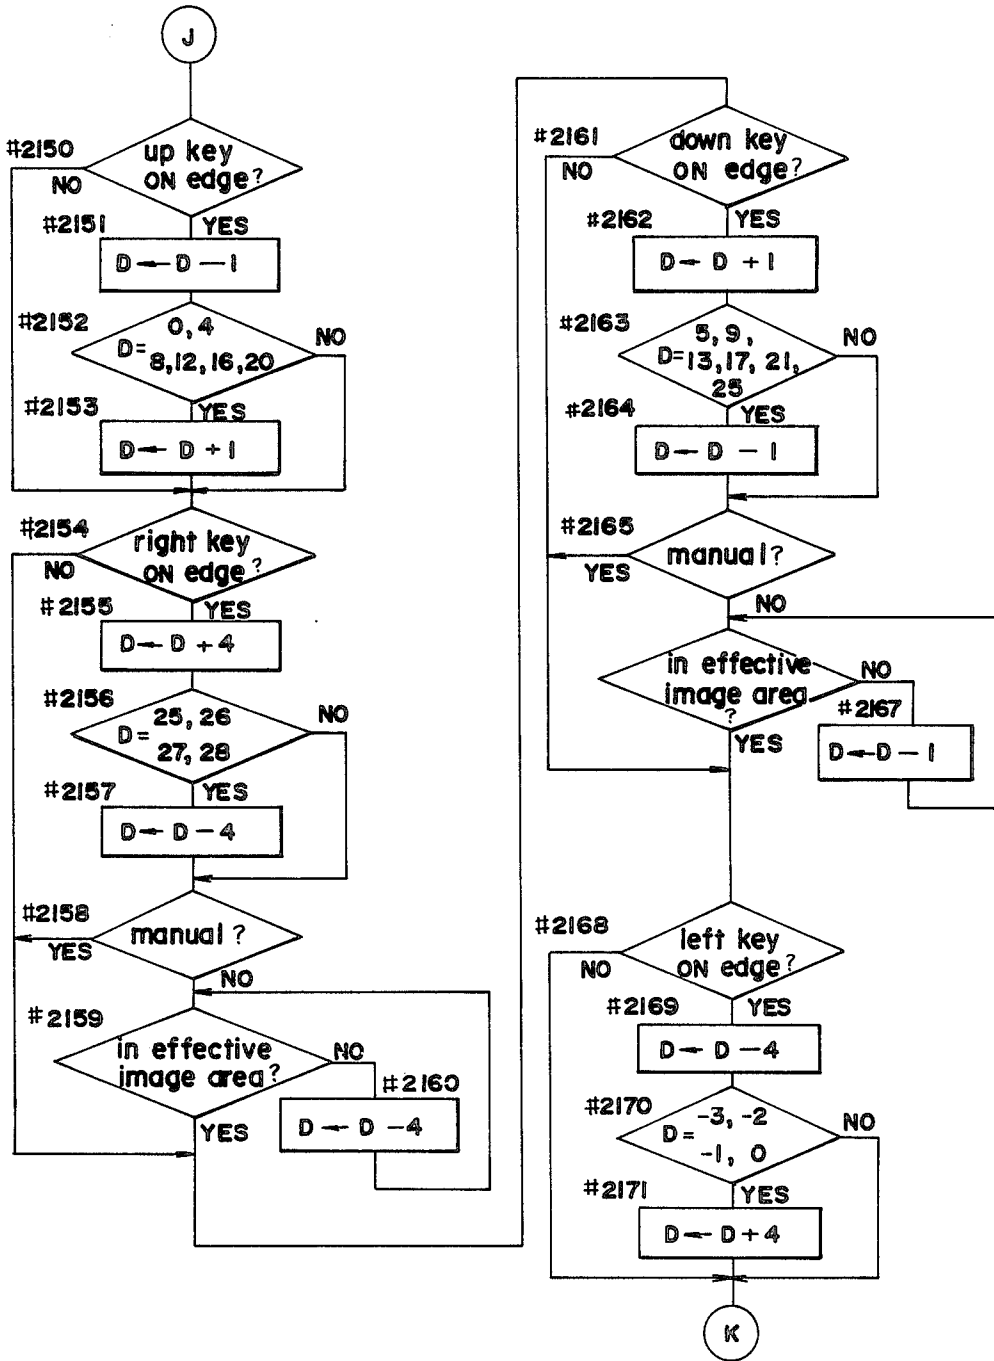 J
#2150
up key
ON edge?
NO
YES
#2151
D ← D - 1
#2152
0, 4
D=
8,12,16,20
NO
#2153
YES
D ← D + 1
#2154
right key
ON edge?
NO
YES
#2155
D ← D + 4
#2156
25, 26
D=
27, 28
NO
#2157
YES
D ← D - 4
#2158
manual?
YES
NO
#2159
in effective
image area?
NO
#2160
YES
D ← D - 4
#2161
down key
ON edge?
NO
YES
#2162
D ← D + 1
#2163
5, 9,
D=13,17, 21,
25
NO
#2164
YES
D ← D - 1
#2165
manual?
YES
NO
in effective
image area
?
NO
#2167
YES
D ← D - 1
#2168
left key
ON edge?
NO
YES
#2169
D ← D - 4
#2170
-3, -2
D=
-1, 0
NO
#2171
YES
D ← D + 4
K